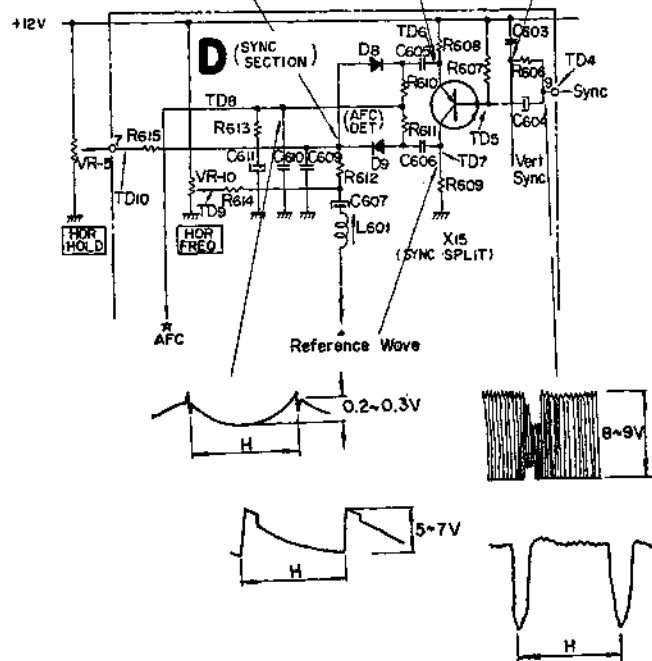 +12V
TD6
C603
D
(SYNC SECTION)
D8
C605
R608
R607
R606
TD4
9
Sync
R610
TD8
(AFC DET)
R613
R611
TD5
C604
7
R615
VR-5
C611
C610
C609
D9
C606
TD7
Vert Sync
TD10
VR-10
TD9
R614
R612
R609
C607
L601
X15
(SYNC SPLIT)
HOR HOLD
HOR FREQ
AFC
Reference Wave
0.2~0.3V
H
8~9V
5~7V
H
H